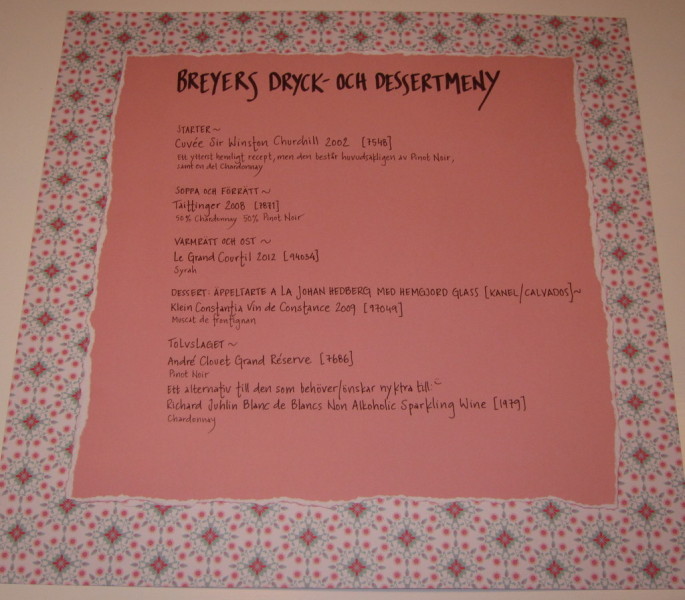 BREYERS DRYCK- OCH DESSERTMENY
STARTER~
Cuvée Sir Winston Churchill 2002 [7548]
Ett ytterst hemligt recept, men den består huvudsakligen av Pinot Noir,
samt en del Chardonnay
SOPPA OCH FÖRRÄTT~
Taittinger 2008 [7871]
50% Chardonnay 50% Pinot Noir
VARMRÄTT OCH OST~
Le Grand Courtil 2012 [94034]
Syrah
DESSERT: ÄPPELTARTE A LA JOHAN HEDBERG MED HEMGJORD GLASS [KANEL/CALVADOS]~
Klein Constantia Vin de Constance 2009 [97049]
Moscat de frontignan
TOLVSLAGET~
André Clouet Grand Réserve [7686]
Pinot Noir
Ett alternativ till den som behöver/önskar nyktra till:
Richard Juhlin Blanc de Blancs Non Alkoholic Sparkling Wine [1979]
Chardonnay